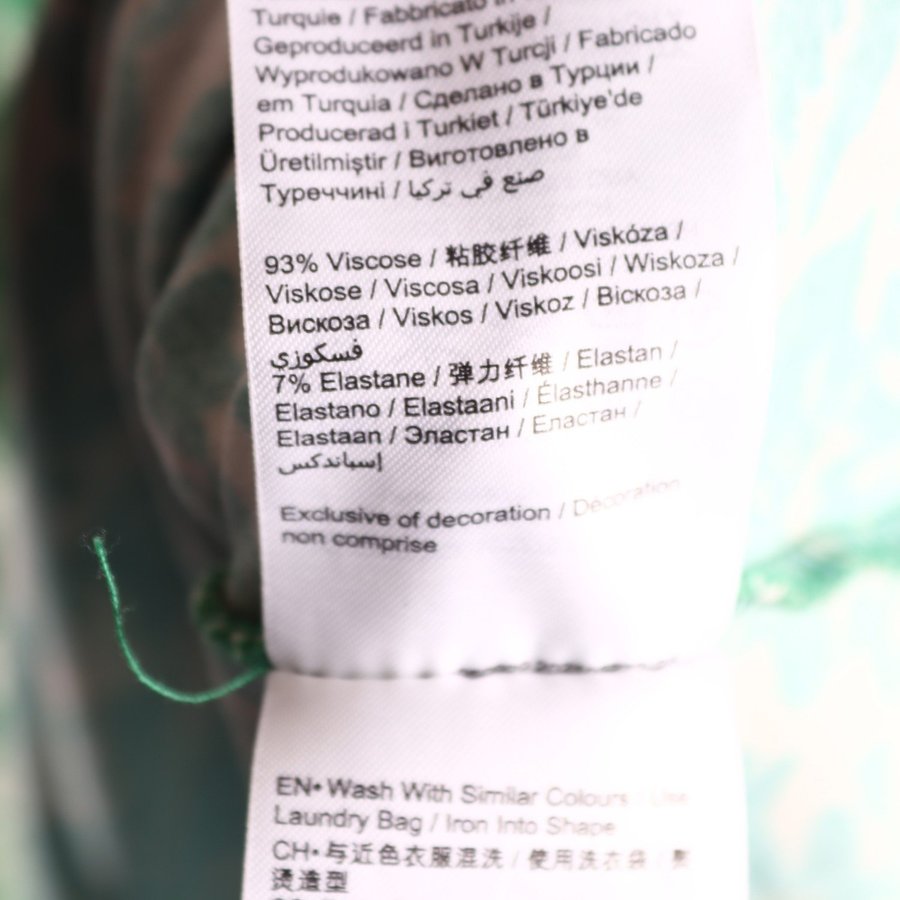 Turquie / Fabbricato in
Geproduceerd in Turkije /
Wyprodukowano W Turcji / Fabricado
em Turquia / Сделано в Турции /
Producerad i Turkiet / Türkiye'de
Üretilmiştir / Виготовлено в
Туреччині / صنع في تركيا
93% Viscose / 粘胶纤维 / Viskóza /
Viskose / Viscosa / Viskoosi / Wiskoza /
Вискоза / Viskos / Viskoz / Віскоза /
فسكوزي
7% Elastane / 弹力纤维 / Elastan /
Elastano / Elastaani / Élasthanne /
Elastaan / Эластан / Еластан /
إسباندكس
Exclusive of decoration / Décoration
non comprise
EN• Wash With Similar Colours / Use
Laundry Bag / Iron Into Shape
CH• 与近色衣服混洗 / 使用洗衣袋 /
烫造型